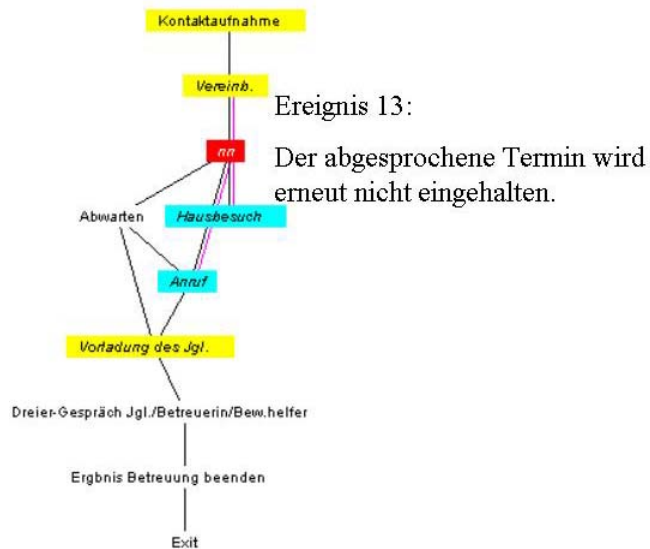 Kontaktaufnahme
Vereinb.
Ereignis 13:
nn
Der abgesprochene Termin wird
erneut nicht eingehalten.
Abwarten
Hausbesuch
Anruf
Vorladung des Jgl.
Dreier-Gespräch Jgl./Betreuerin/Bew.helfer
Ergbnis Betreuung beenden
Exit